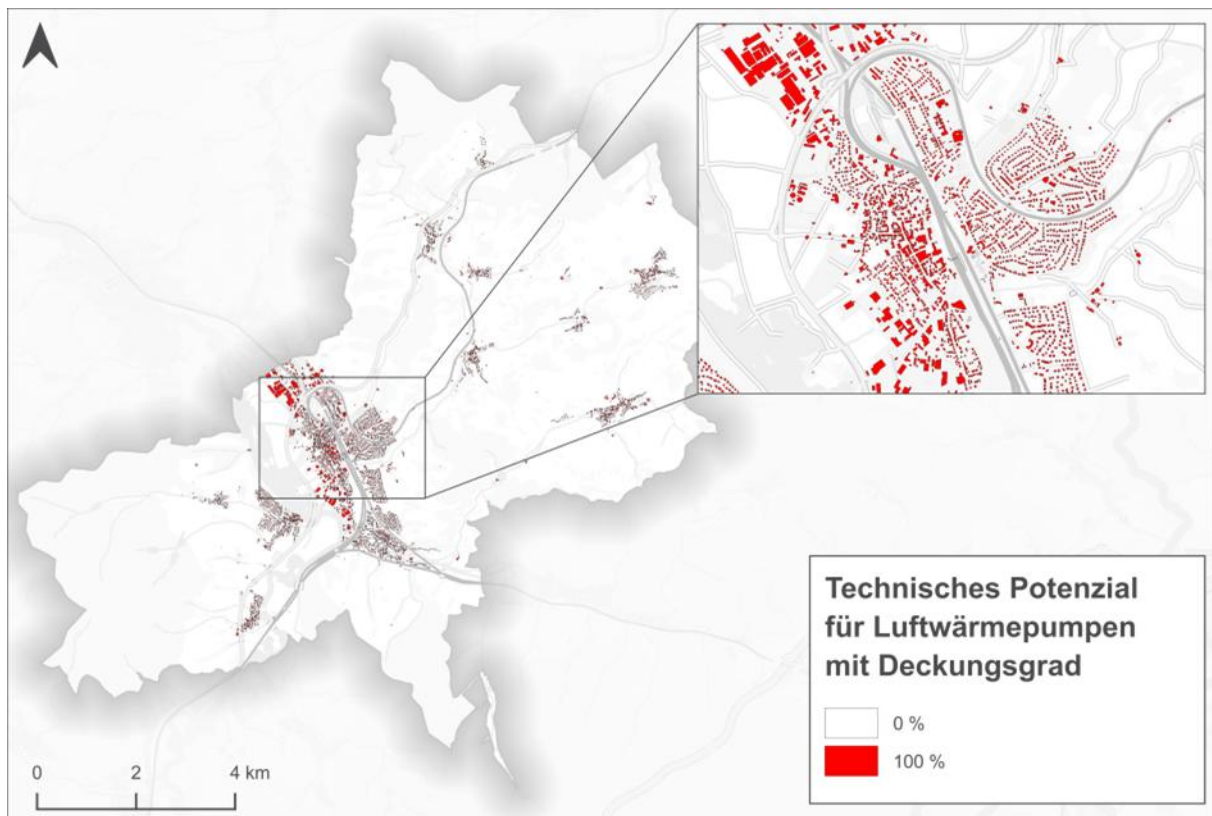 Technisches Potenzial
für Luftwärmepumpen
mit Deckungsgrad
0 %
100 %
0 2 4 km